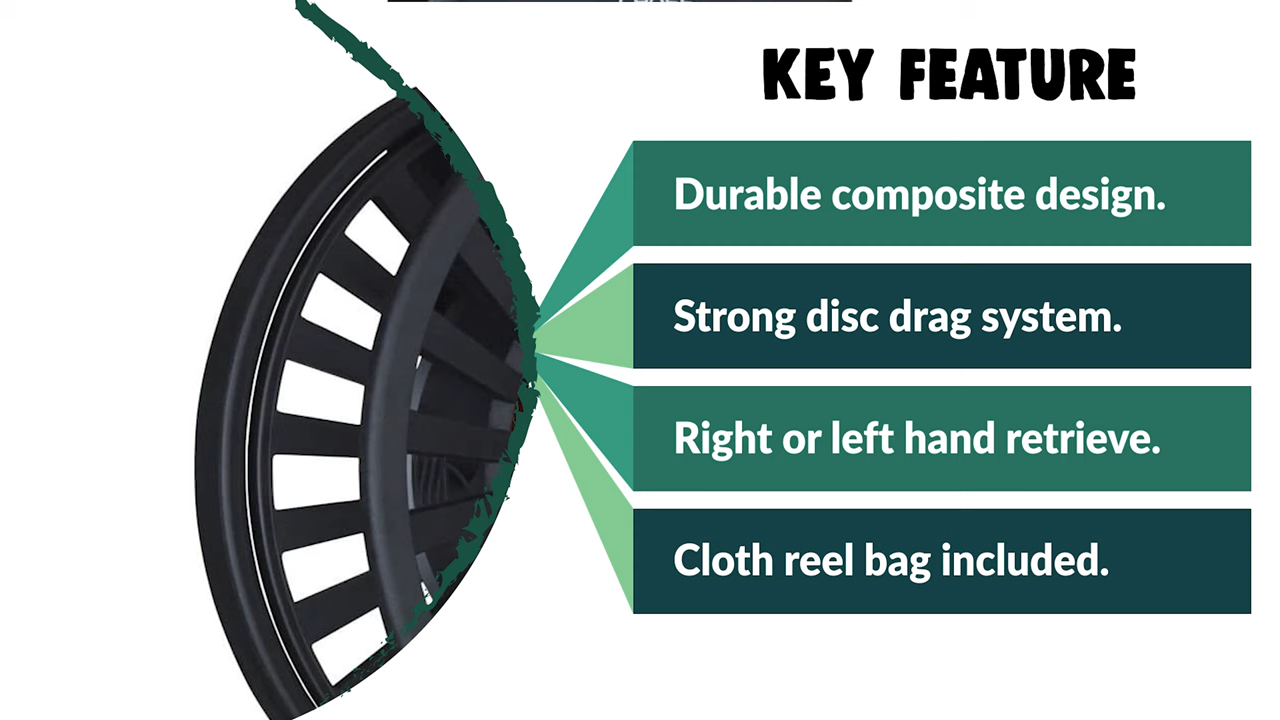 KEY FEATURE
Durable composite design.
Strong disc drag system.
Right or left hand retrieve.
Cloth reel bag included.